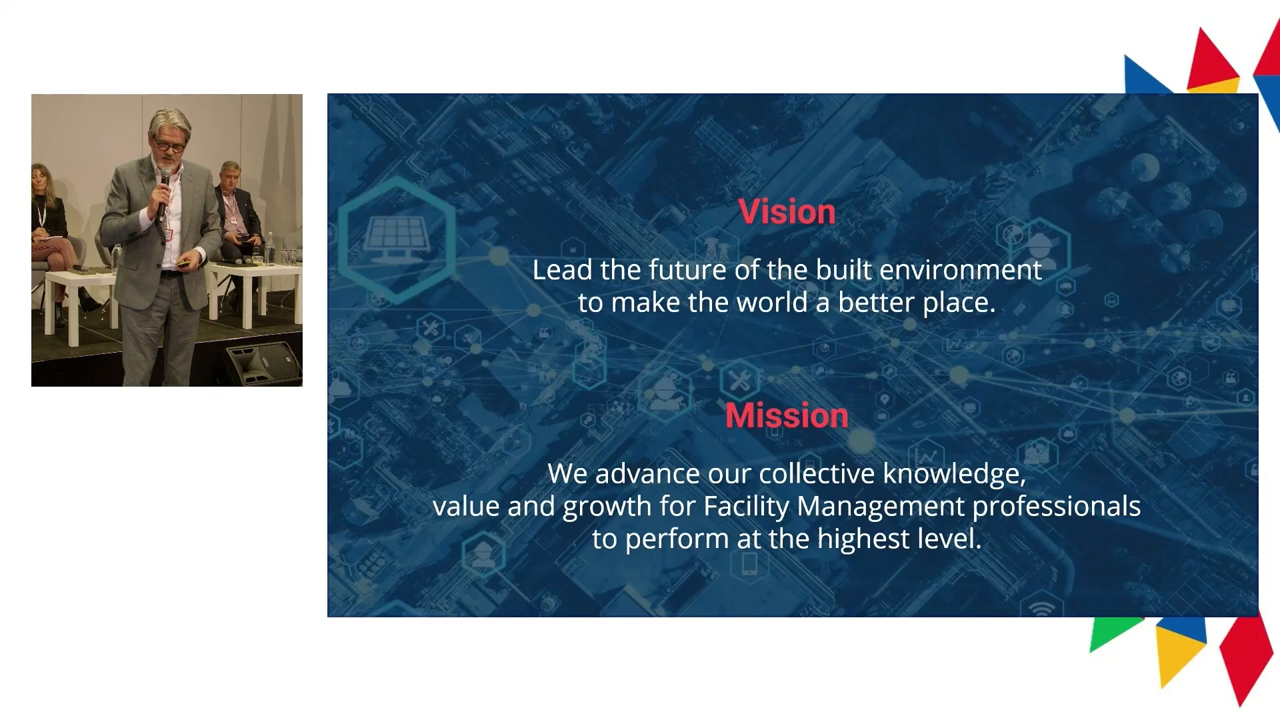 Vision
Lead the future of the built environment
to make the world a better place.
Mission
We advance our collective knowledge,
value and growth for Facility Management professionals
to perform at the highest level.